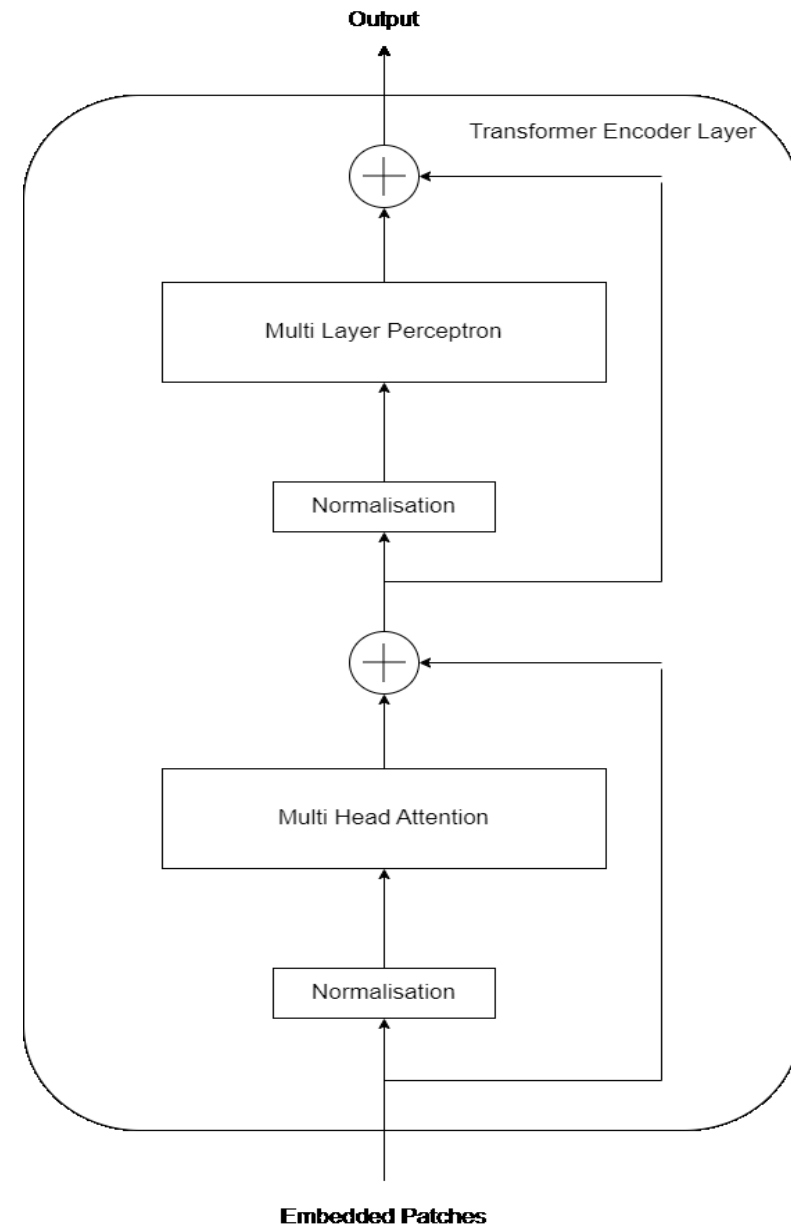 Output
Transformer Encoder Layer
Multi Layer Perceptron
Normalisation
Multi Head Attention
Normalisation
Embedded Patches